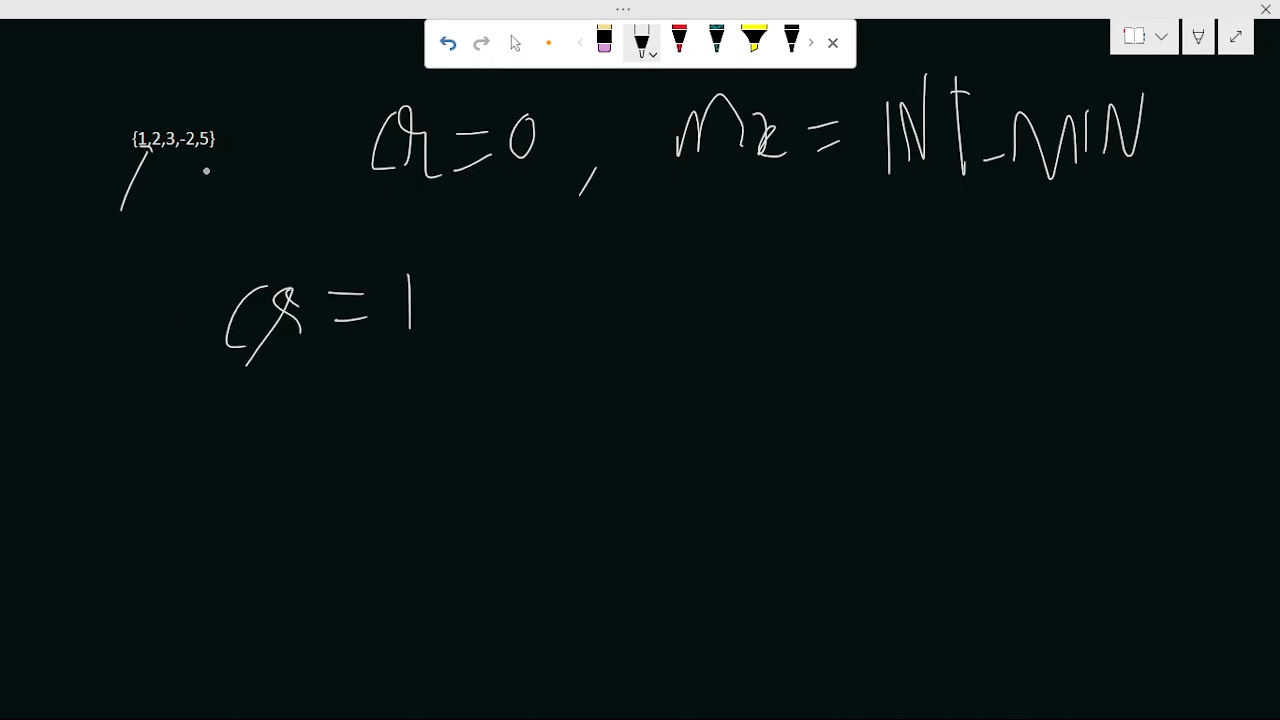 {1,2,3,-2,5}
cr=0, mx = INT_MIN
cr = 1